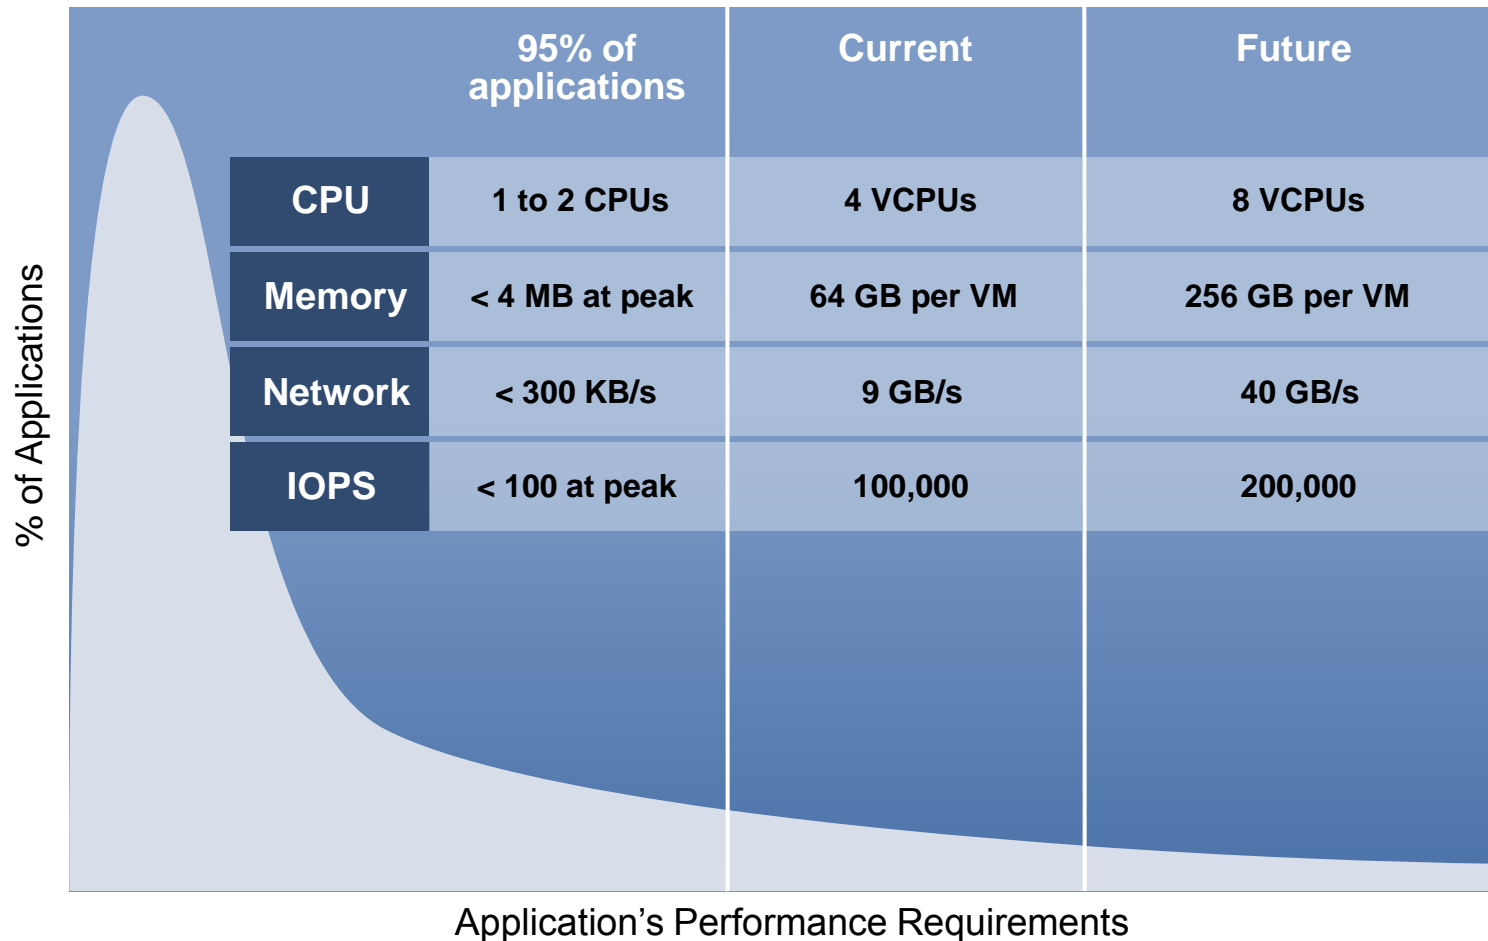 95% of
applications
Current
Future
CPU
1 to 2 CPUs
4 VCPUs
8 VCPUs
Memory
< 4 MB at peak
64 GB per VM
256 GB per VM
Network
< 300 KB/s
9 GB/s
40 GB/s
IOPS
< 100 at peak
100,000
200,000
% of Applications
Application’s Performance Requirements